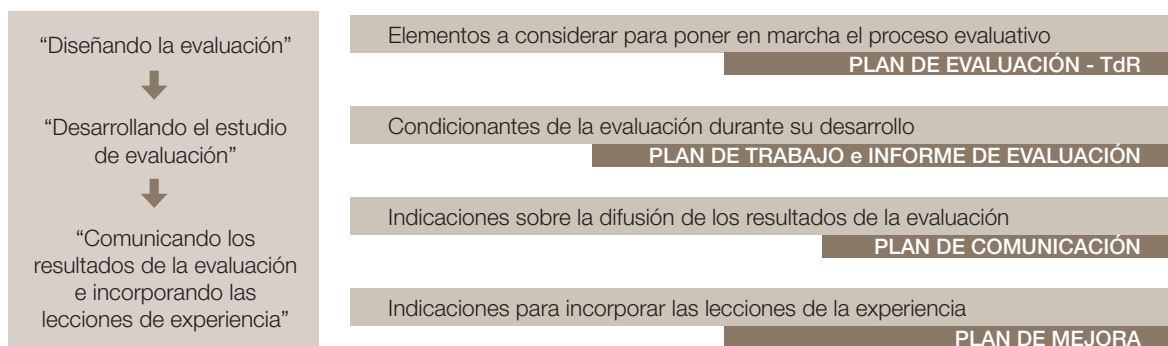 “Diseñando la evaluación”
“Desarrollando el estudio
de evaluación”
“Comunicando los
resultados de la evaluación
e incorporando las
lecciones de experiencia”
Elementos a considerar para poner en marcha el proceso evaluativo
PLAN DE EVALUACIÓN - TdR
Condicionantes de la evaluación durante su desarrollo
PLAN DE TRABAJO e INFORME DE EVALUACIÓN
Indicaciones sobre la difusión de los resultados de la evaluación
PLAN DE COMUNICACIÓN
Indicaciones para incorporar las lecciones de la experiencia
PLAN DE MEJORA